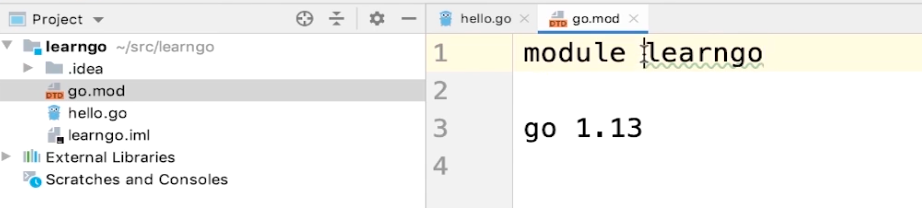 Project
learngo ~/src/learngo
.idea
go.mod
hello.go
learngo.iml
External Libraries
Scratches and Consoles
hello.go
go.mod
1 module learngo
2
3 go 1.13
4